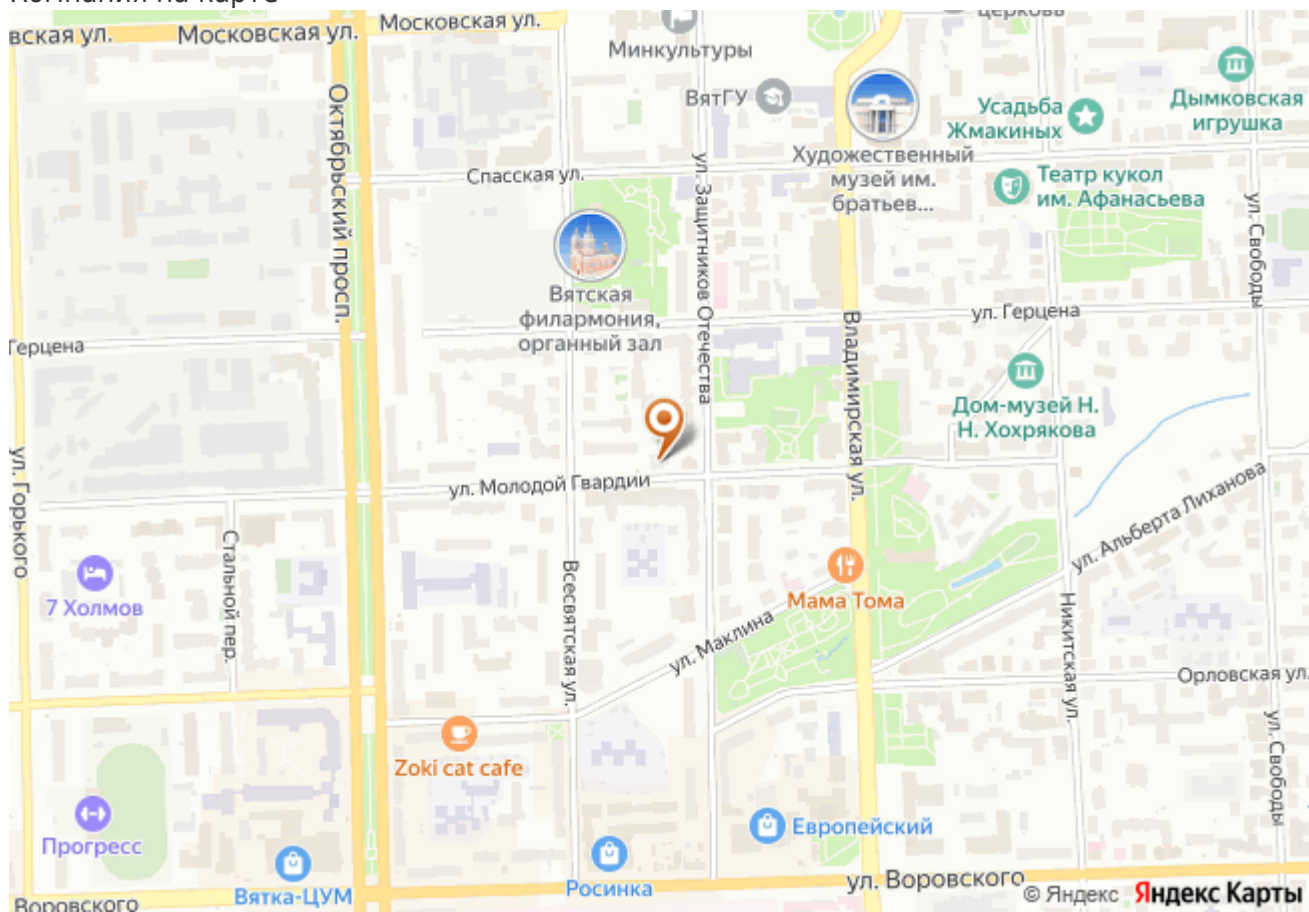 Компания на карте
вская ул.
Московская ул.
Московская ул.
церковь
Минкультуры
ВятГУ
Усадьба
Жмакиных
Дымковская
игрушка
Октябрьский просп.
Спасская ул.
ул. Защитников Отечества
Художественный
музей им.
братьев...
Театр кукол
им. Афанасьева
ул. Свободы
Вятская
филармония,
органный зал
Герцена
ул. Герцена
Владимирская ул.
Дом-музей Н.
Н. Хохрякова
ул. Горького
ул. Молодой Гвардии
ул. Альберта Лиханова
Стальной пер.
7 Холмов
Всесвятская ул.
Мама Тома
ул. Маклина
Никитская ул.
Орловская ул.
ул. Свободы
Zoki cat cafe
Прогресс
Европейский
Вятка-ЦУМ
Росинка
ул. Воровского
Воровского
© Яндекс Яндекс Карты